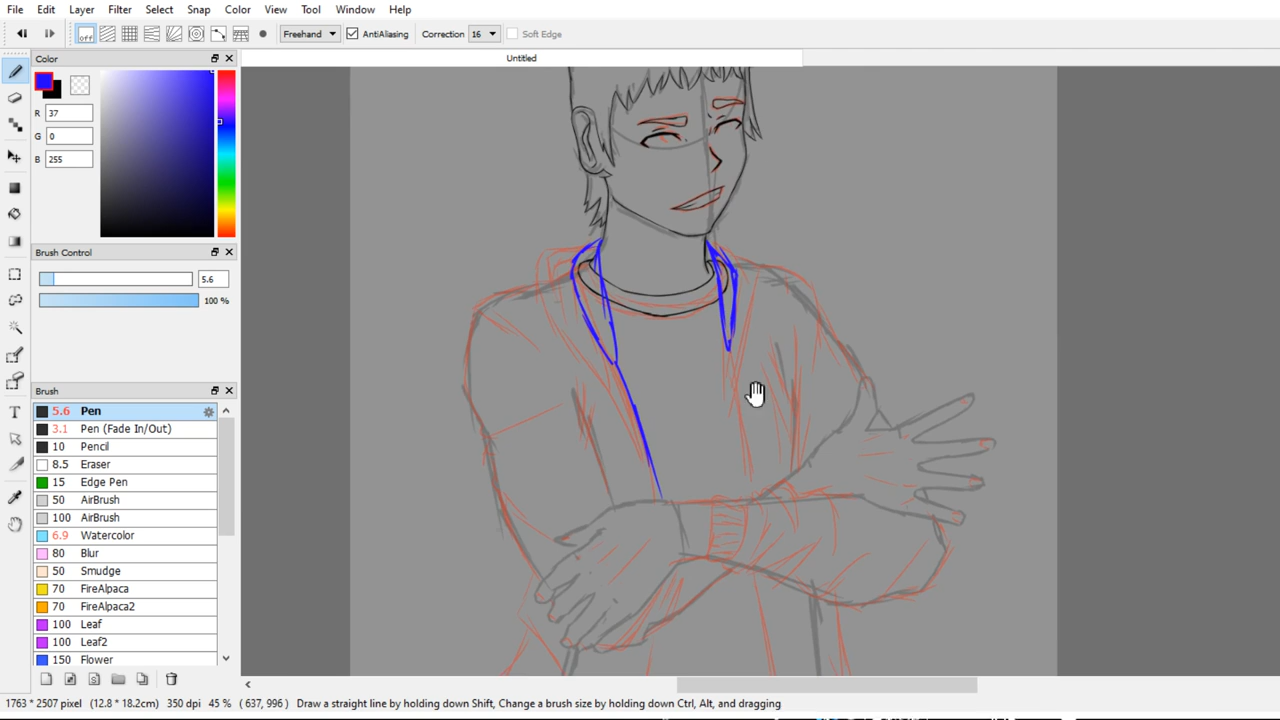 File Edit Layer Filter Select Snap Color View Tool Window Help
off Freehand AntiAliasing Correction 16 Soft Edge
Color
Untitled
R 37
G 0
B 255
Brush Control
5.6
100 %
Brush
5.6 Pen
3.1 Pen (Fade In/Out)
10 Pencil
8.5 Eraser
15 Edge Pen
50 AirBrush
100 AirBrush
6.9 Watercolor
80 Blur
50 Smudge
70 FireAlpaca
70 FireAlpaca2
100 Leaf
100 Leaf2
150 Flower
1763 * 2507 pixel (12.8 * 18.2cm) 350 dpi 45 % ( 637, 996 ) Draw a straight line by holding down Shift, Change a brush size by holding down Ctrl, Alt, and dragging